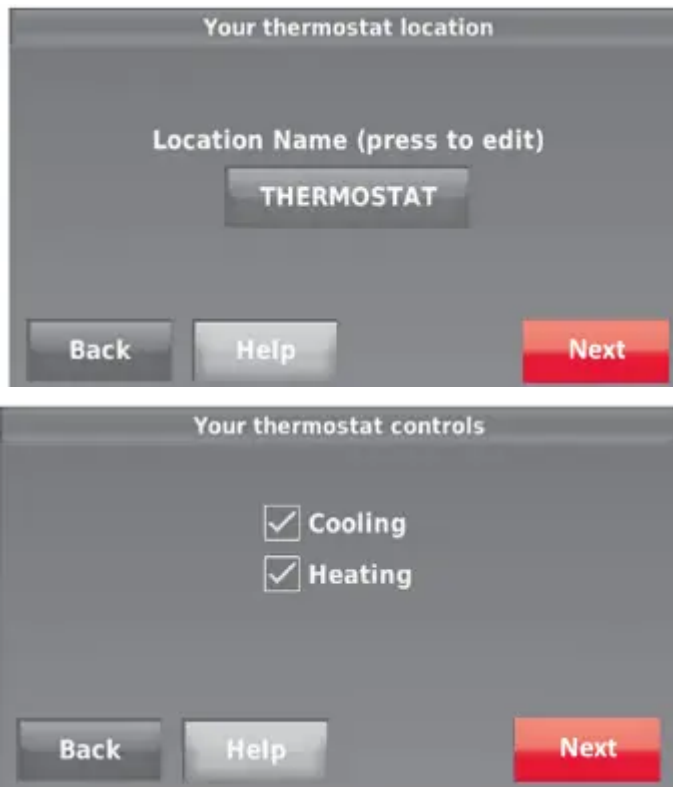 Your thermostat location
Location Name (press to edit)
THERMOSTAT
Back Help Next
Your thermostat controls
Cooling
Heating
Back Help Next